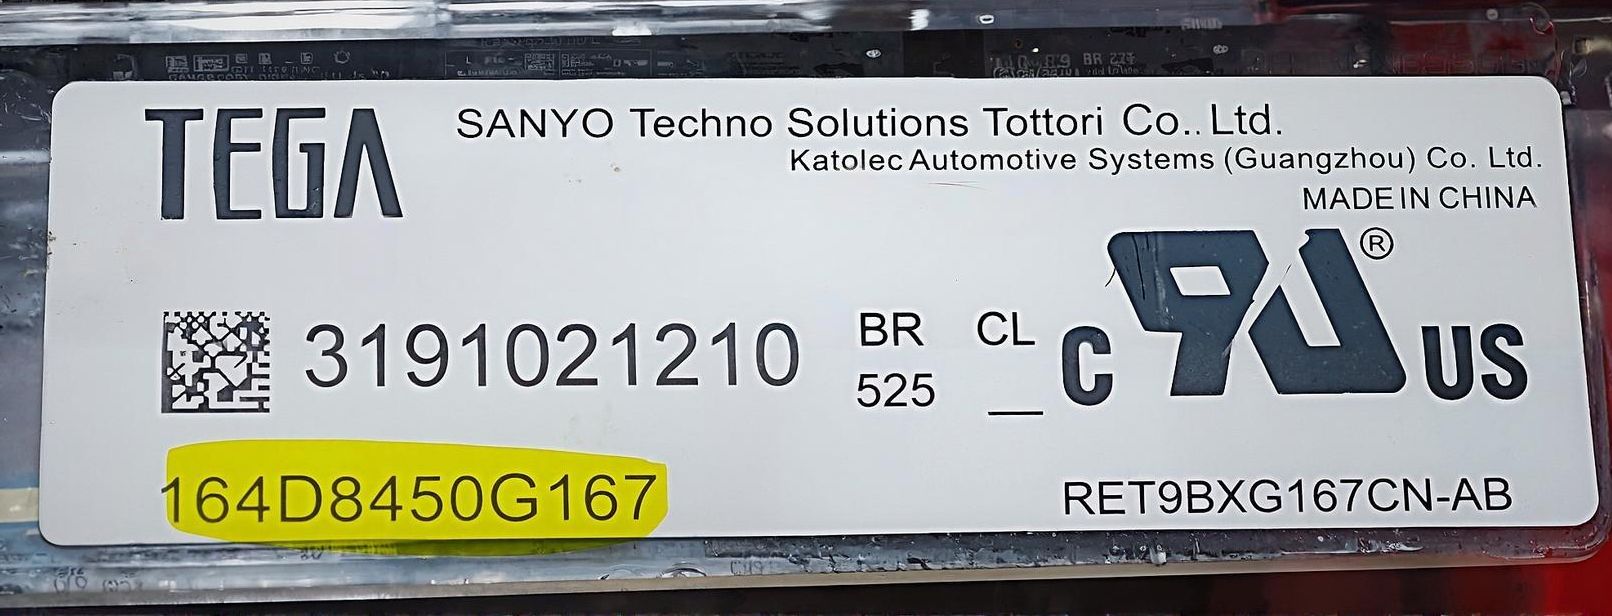 TEGA
SANYO Techno Solutions Tottori Co.. Ltd.
Katolec Automotive Systems (Guangzhou) Co. Ltd.
MADE IN CHINA
3191021210
BR CL
525 _
C RU ® US
164D8450G167
RET9BXG167CN-AB